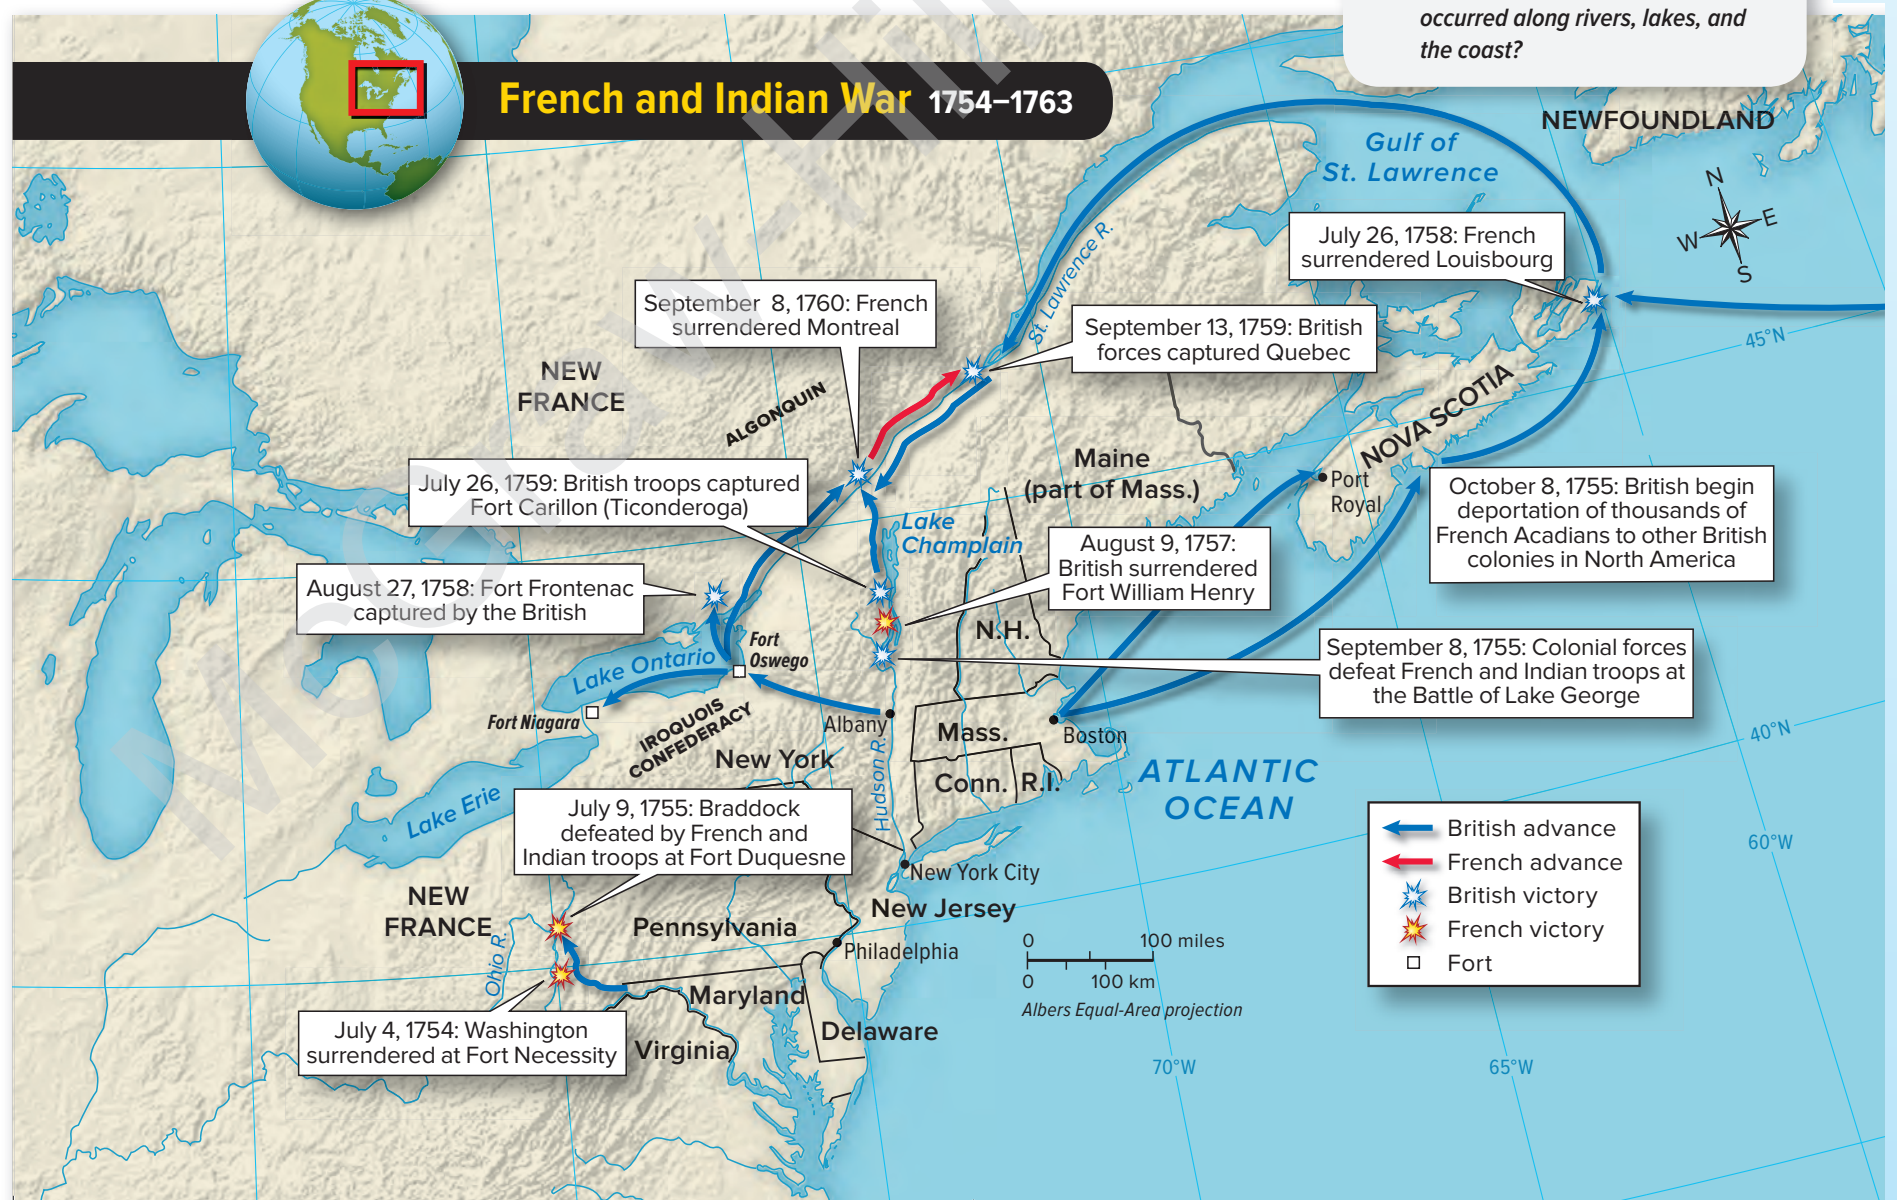 occurred along rivers, lakes, and
the coast?
French and Indian War 1754–1763
NEWFOUNDLAND
Gulf of
St. Lawrence
N
E
W
S
July 26, 1758: French
surrendered Louisbourg
St. Lawrence R.
September 8, 1760: French
surrendered Montreal
September 13, 1759: British
forces captured Quebec
45°N
NEW
FRANCE
ALGONQUIN
NOVA SCOTIA
Maine
(part of Mass.)
Port
Royal
July 26, 1759: British troops captured
Fort Carillon (Ticonderoga)
October 8, 1755: British begin
deportation of thousands of
French Acadians to other British
colonies in North America
Lake
Champlain
August 9, 1757:
British surrendered
Fort William Henry
August 27, 1758: Fort Frontenac
captured by the British
N.H.
Fort
Oswego
Lake Ontario
September 8, 1755: Colonial forces
defeat French and Indian troops at
the Battle of Lake George
Fort Niagara
IROQUOIS
CONFEDERACY
Albany
Mass.
Boston
40°N
New York
Hudson R.
Conn.
R.I.
ATLANTIC
OCEAN
Lake Erie
July 9, 1755: Braddock
defeated by French and
Indian troops at Fort Duquesne
British advance
French advance
British victory
French victory
Fort
60°W
New York City
NEW
FRANCE
New Jersey
Pennsylvania
Philadelphia
Ohio R.
0 100 miles
0 100 km
Albers Equal-Area projection
Maryland
Delaware
July 4, 1754: Washington
surrendered at Fort Necessity
Virginia
70°W
65°W
McGraw-Hill